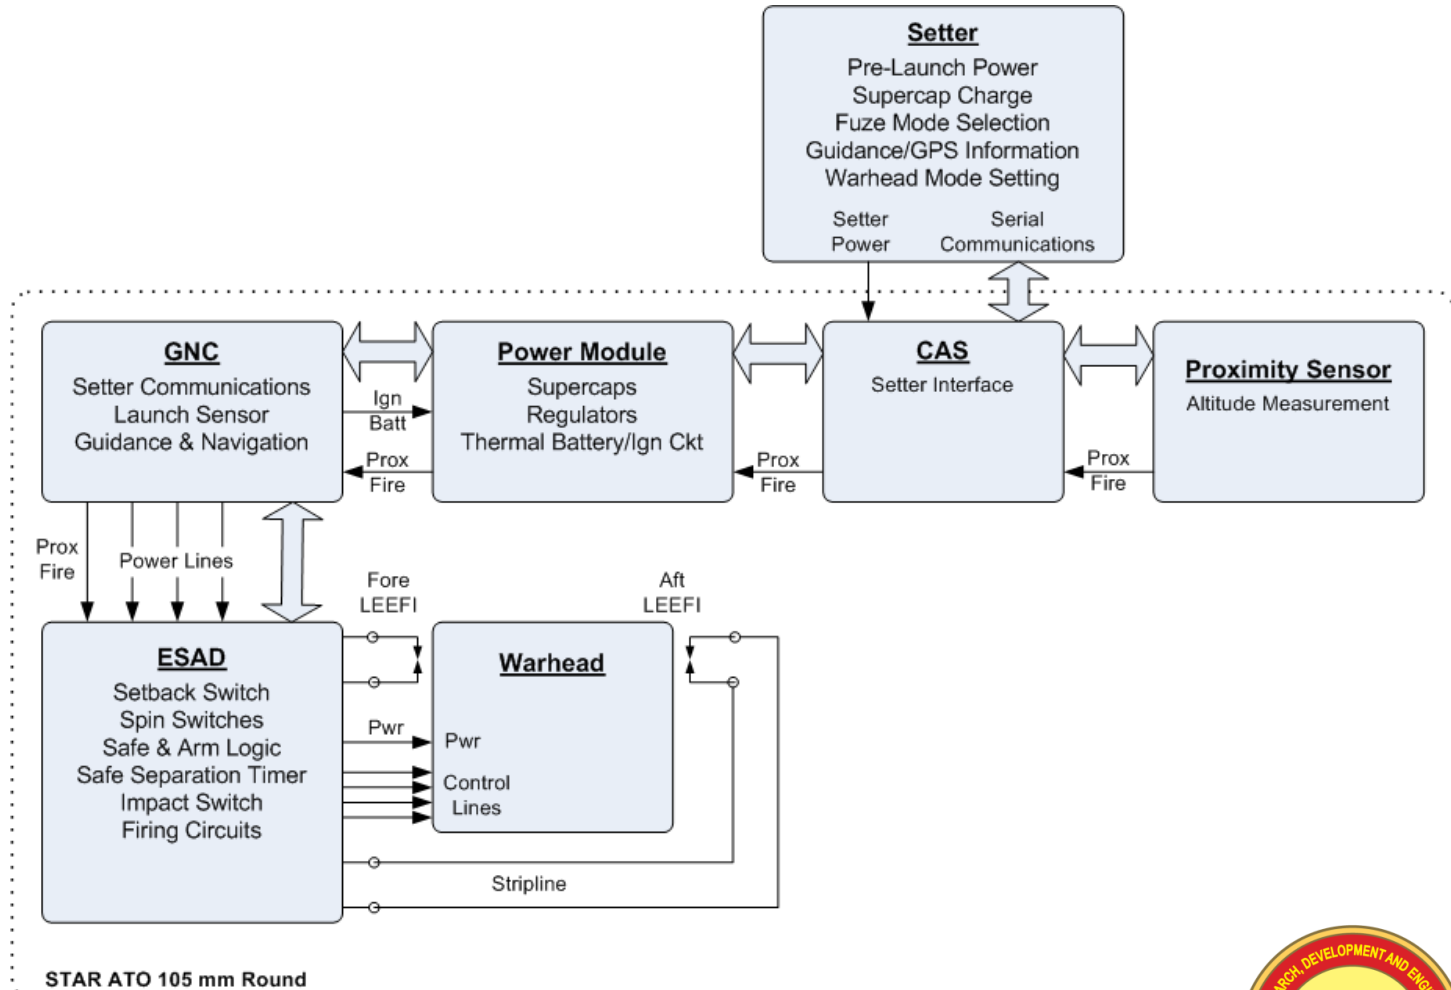 Setter
Pre-Launch Power
Supercap Charge
Fuze Mode Selection
Guidance/GPS Information
Warhead Mode Setting
Setter
Power
Serial
Communications
GNC
Setter Communications
Launch Sensor
Guidance & Navigation
Ign
Batt
Prox
Fire
Power Module
Supercaps
Regulators
Thermal Battery/Ign Ckt
Prox
Fire
CAS
Setter Interface
Prox
Fire
Proximity Sensor
Altitude Measurement
Prox
Fire
Power Lines
Fore
LEEFI
Aft
LEEFI
ESAD
Setback Switch
Spin Switches
Safe & Arm Logic
Safe Separation Timer
Impact Switch
Firing Circuits
Pwr
Warhead
Pwr
Control
Lines
Stripline
STAR ATO 105 mm Round
DEVELOPMENT AND